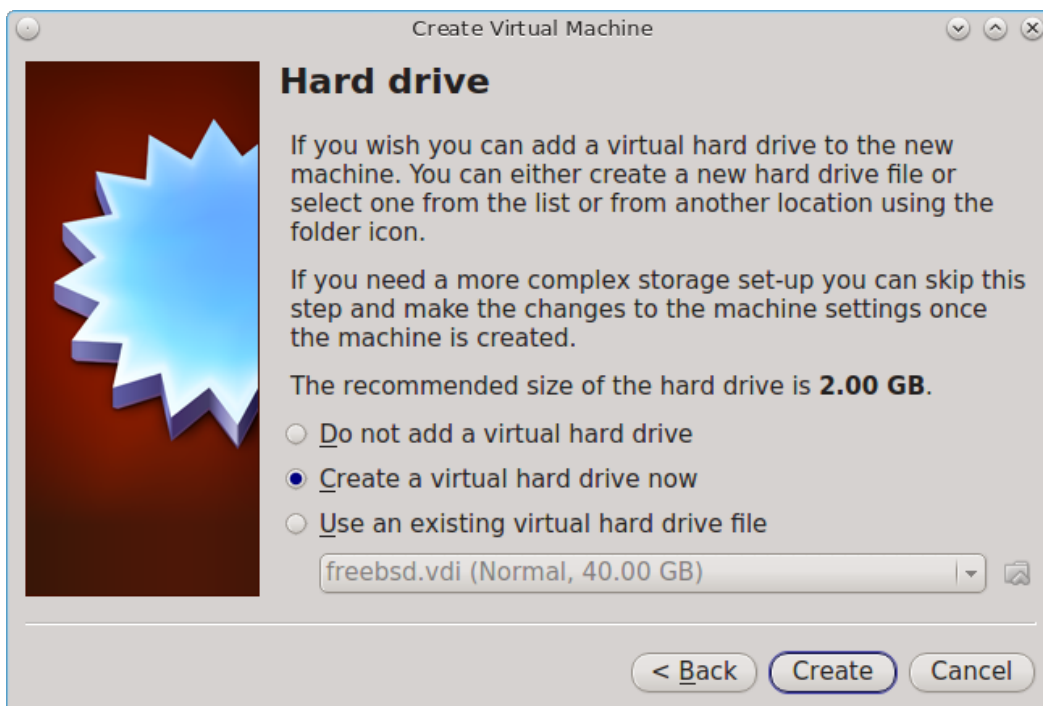 Create Virtual Machine
Hard drive
If you wish you can add a virtual hard drive to the new
machine. You can either create a new hard drive file or
select one from the list or from another location using the
folder icon.
If you need a more complex storage set-up you can skip this
step and make the changes to the machine settings once
the machine is created.
The recommended size of the hard drive is 2.00 GB.
Do not add a virtual hard drive
Create a virtual hard drive now
Use an existing virtual hard drive file
freebsd.vdi (Normal, 40.00 GB)
< Back Create Cancel